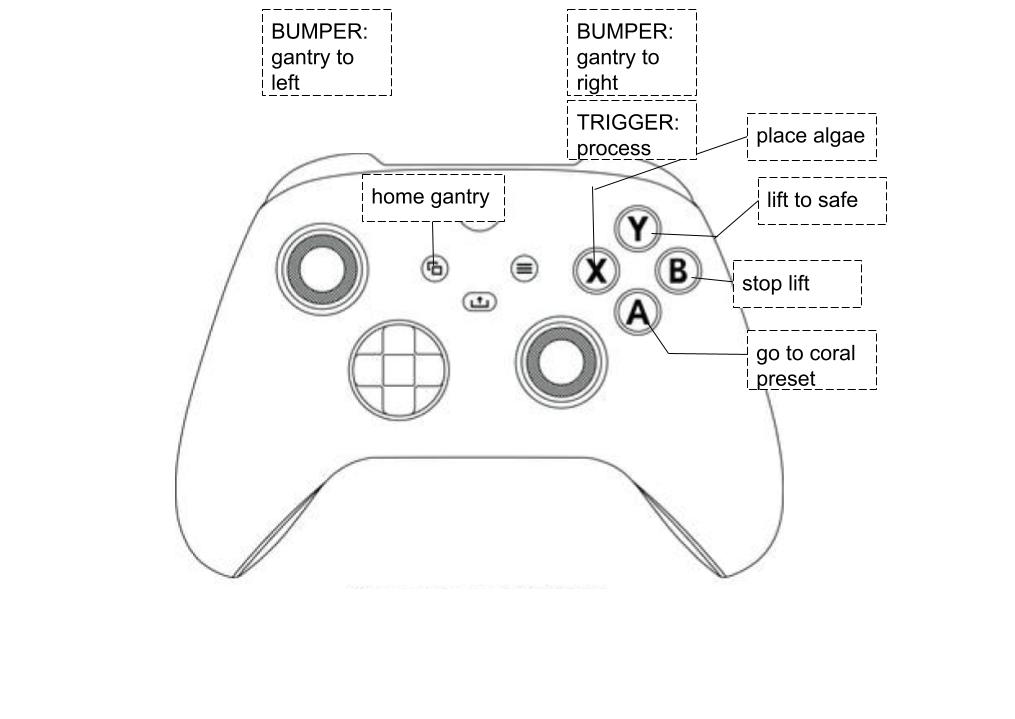 BUMPER:
gantry to
left
BUMPER:
gantry to
right
TRIGGER:
process
place algae
home gantry
lift to safe
Y
X
B
stop lift
A
go to coral
preset